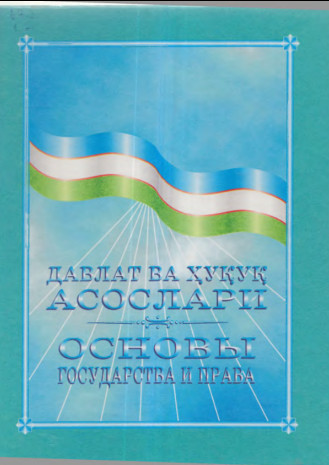 ДАВЛАТ ВА ҲУҚУҚ
АСОСЛАРИ
ОСНОВЫ
ГОСУДАРСТВА И ПРАВА